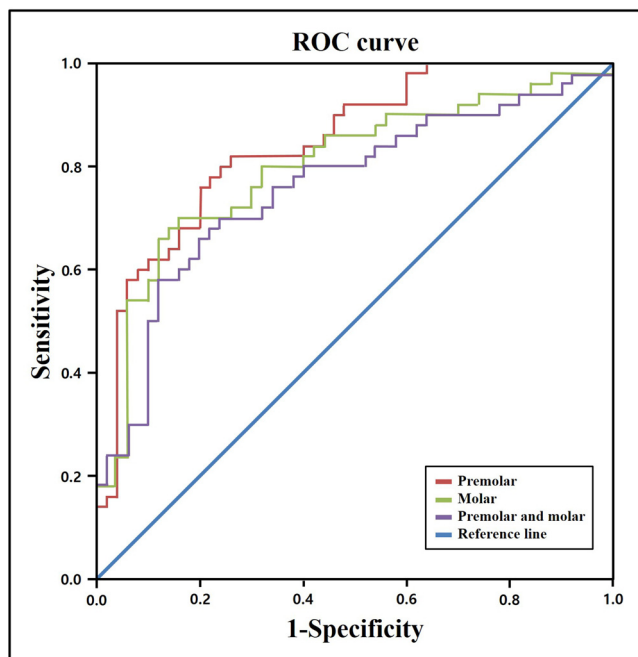 ROC curve
1.0
0.8
0.6
0.4
0.2
0.0
Sensitivity
Premolar
Molar
Premolar and molar
Reference line
0.0 0.2 0.4 0.6 0.8 1.0
1-Specificity